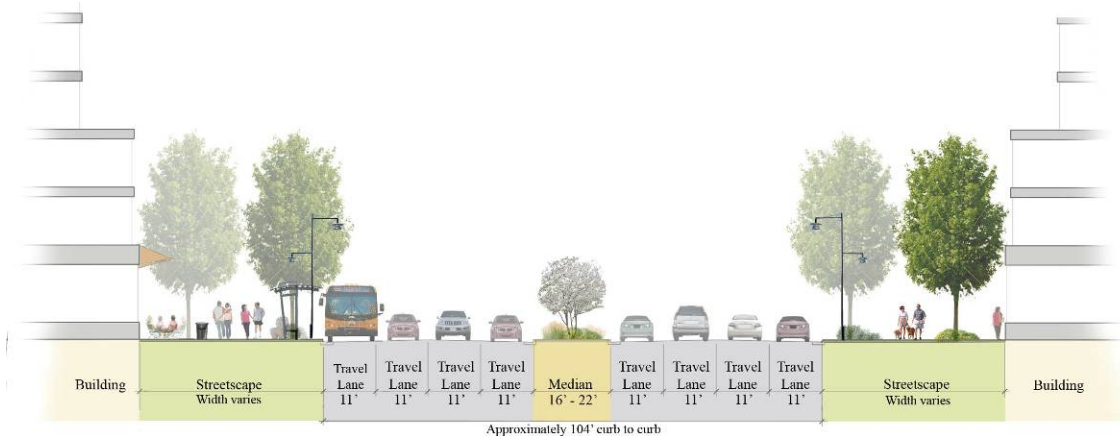 Building
Streetscape
Width varies
Travel
Lane
11'
Travel
Lane
11'
Travel
Lane
11'
Travel
Lane
11'
Median
16' - 22'
Travel
Lane
11'
Travel
Lane
11'
Travel
Lane
11'
Travel
Lane
11'
Streetscape
Width varies
Building
Approximately 104' curb to curb